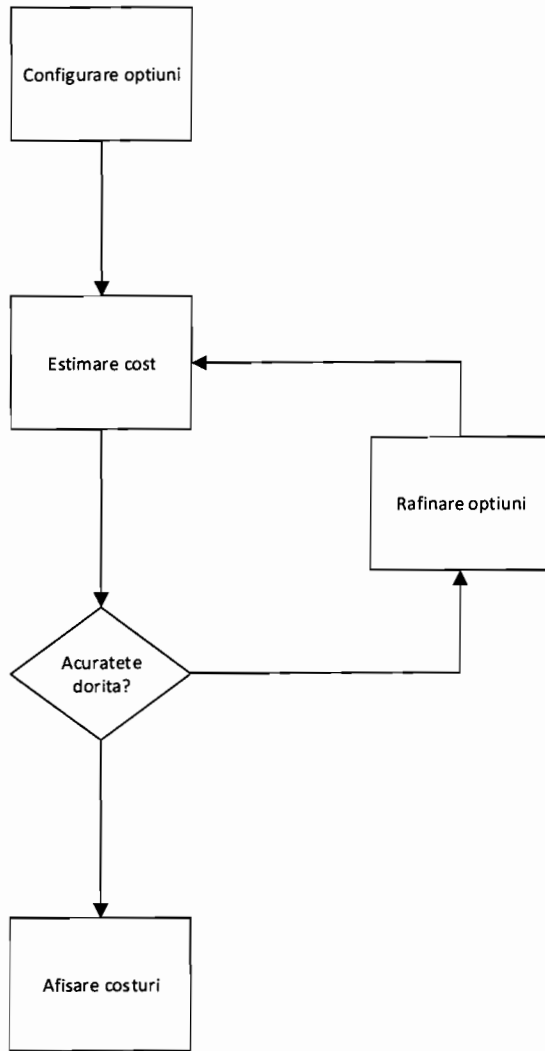 Configurare optiuni
Estimare cost
Rafinare optiuni
Acuratete
dorita?
Afisare costuri